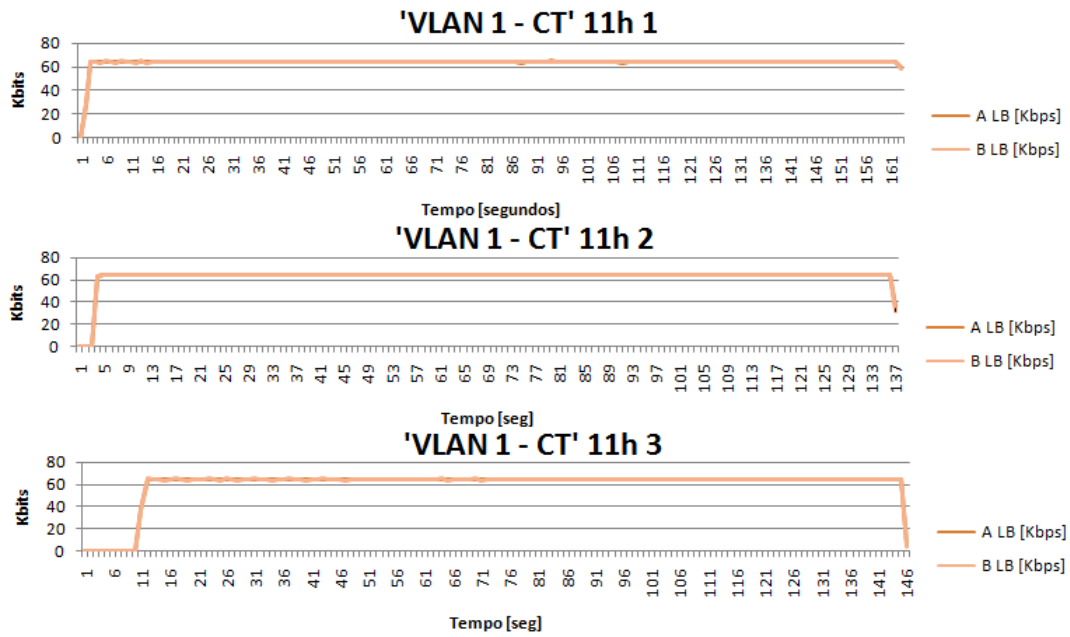 'VLAN 1 - CT' 11h 1
80
60
40
20
0
Kbits
1 6 11 16 21 26 31 36 41 46 51 56 61 66 71 76 81 86 91 96 101 106 111 116 121 126 131 136 141 146 151 156 161
Tempo [segundos]
A LB [Kbps]
B LB [Kbps]
'VLAN 1 - CT' 11h 2
80
60
40
20
0
Kbits
1 5 9 13 17 21 25 29 33 37 41 45 49 53 57 61 65 69 73 77 81 85 89 93 97 101 105 109 113 117 121 125 129 133 137
Tempo [seg]
A LB [Kbps]
B LB [Kbps]
'VLAN 1 - CT' 11h 3
80
60
40
20
0
Kbits
1 6 11 16 21 26 31 36 41 46 51 56 61 66 71 76 81 86 91 96 101 106 111 116 121 126 131 136 141 146
Tempo [seg]
A LB [Kbps]
B LB [Kbps]